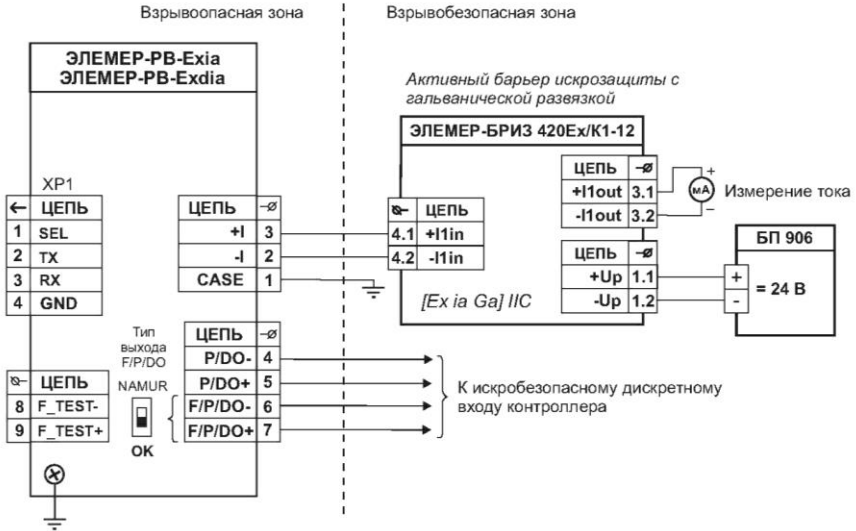 Взрывоопасная зона
Взрывобезопасная зона
ЭЛЕМЕР-РВ-Exia
ЭЛЕМЕР-РВ-Exdia
Активный барьер искрозащиты с
гальванической развязкой
ЭЛЕМЕР-БРИЗ 420Ex/К1-12
XP1
ЦЕПЬ
1 SEL
2 TX
3 RX
4 GND
ЦЕПЬ
+I 3
-I 2
CASE 1
ЦЕПЬ
4.1 +I1in
4.2 -I1in
[Ex ia Ga] IIC
ЦЕПЬ
+I1out 3.1
-I1out 3.2
+
мА
–
Измерение тока
ЦЕПЬ
+Up 1.1
-Up 1.2
БП 906
+
-
= 24 В
Тип
выхода
F/P/DO
NAMUR
OK
ЦЕПЬ
P/DO- 4
P/DO+ 5
F/P/DO- 6
F/P/DO+ 7
ЦЕПЬ
8 F_TEST-
9 F_TEST+
К искробезопасному дискретному
входу контроллера